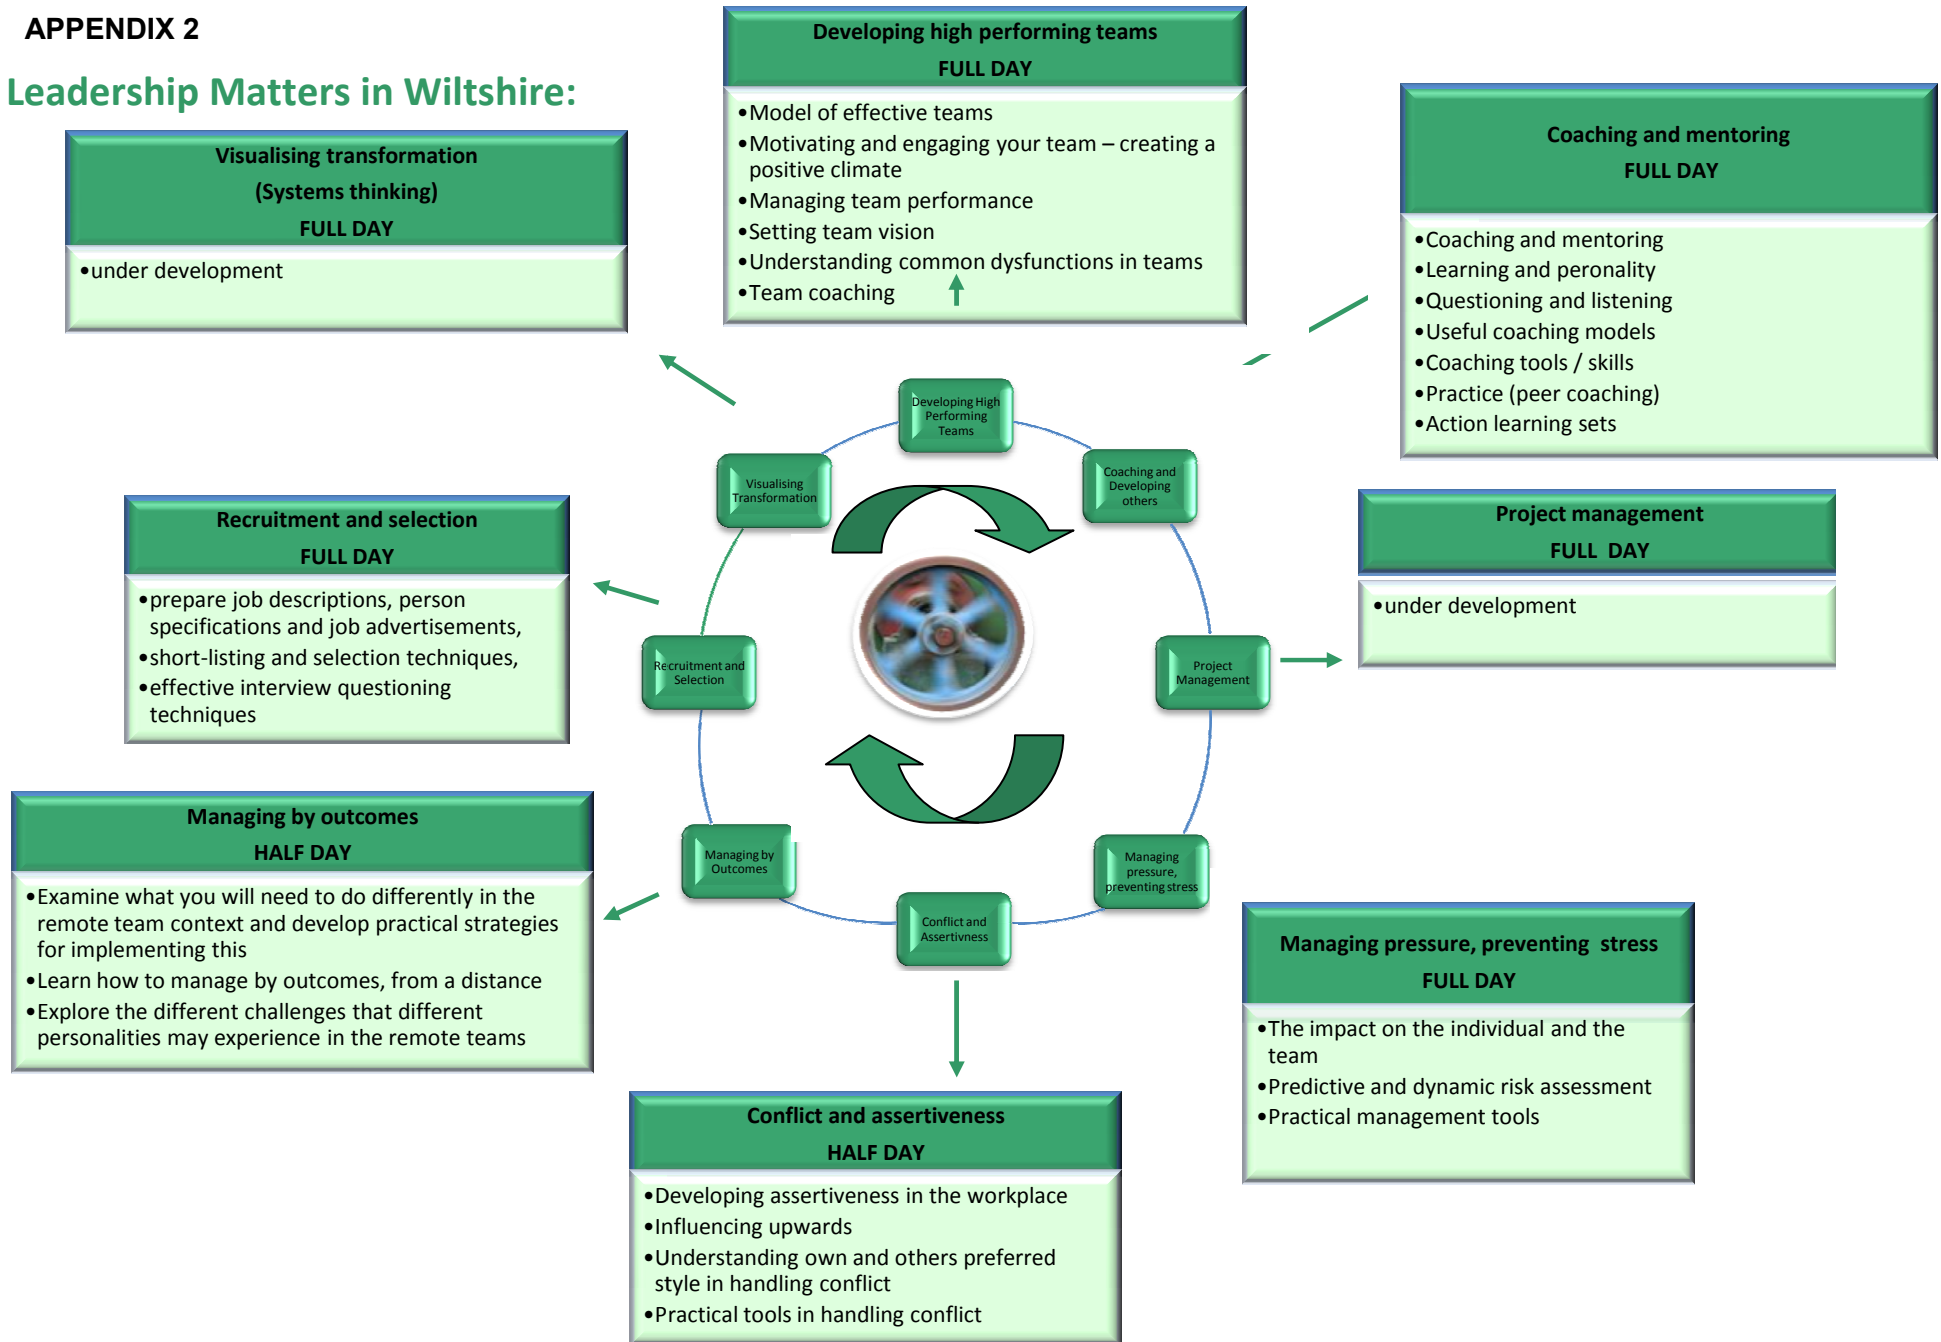 APPENDIX 2
Leadership Matters in Wiltshire:
Developing high performing teams
FULL DAY
•Model of effective teams
•Motivating and engaging your team – creating a
positive climate
•Managing team performance
•Setting team vision
•Understanding common dysfunctions in teams
•Team coaching
Visualising transformation
(Systems thinking)
FULL DAY
•under development
Coaching and mentoring
FULL DAY
•Coaching and mentoring
•Learning and peronality
•Questioning and listening
•Useful coaching models
•Coaching tools / skills
•Practice (peer coaching)
•Action learning sets
Developing High
Performing
Teams
Visualising
Transformation
Coaching and
Developing
others
Recruitment and selection
FULL DAY
•prepare job descriptions, person
specifications and job advertisements,
•short-listing and selection techniques,
•effective interview questioning
techniques
Project management
FULL DAY
•under development
Recruitment and
Selection
Project
Management
Managing by outcomes
HALF DAY
•Examine what you will need to do differently in the
remote team context and develop practical strategies
for implementing this
•Learn how to manage by outcomes, from a distance
•Explore the different challenges that different
personalities may experience in the remote teams
Managing by
Outcomes
Managing
pressure,
preventing stress
Conflict and
Assertivness
Managing pressure, preventing stress
FULL DAY
•The impact on the individual and the
team
•Predictive and dynamic risk assessment
•Practical management tools
Conflict and assertiveness
HALF DAY
•Developing assertiveness in the workplace
•Influencing upwards
•Understanding own and others preferred
style in handling conflict
•Practical tools in handling conflict